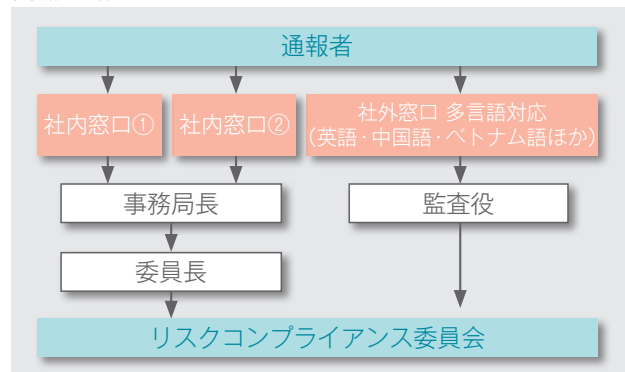 通報者
社内窓口①
社内窓口②
社外窓口 多言語対応
(英語・中国語・ベトナム語ほか)
事務局長
監査役
委員長
リスクコンプライアンス委員会